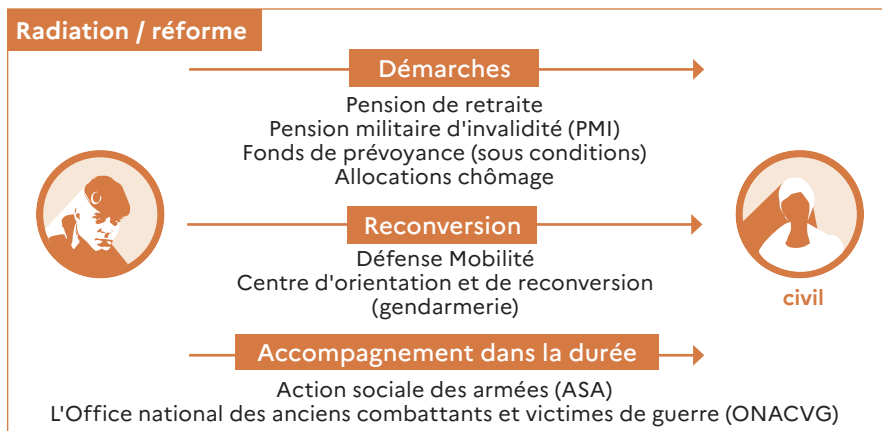 Radiation / réforme
Démarches
Pension de retraite
Pension militaire d'invalidité (PMI)
Fonds de prévoyance (sous conditions)
Allocations chômage
Reconversion
Défense Mobilité
Centre d'orientation et de reconversion
(gendarmerie)
civil
Accompagnement dans la durée
Action sociale des armées (ASA)
L'Office national des anciens combattants et victimes de guerre (ONACVG)